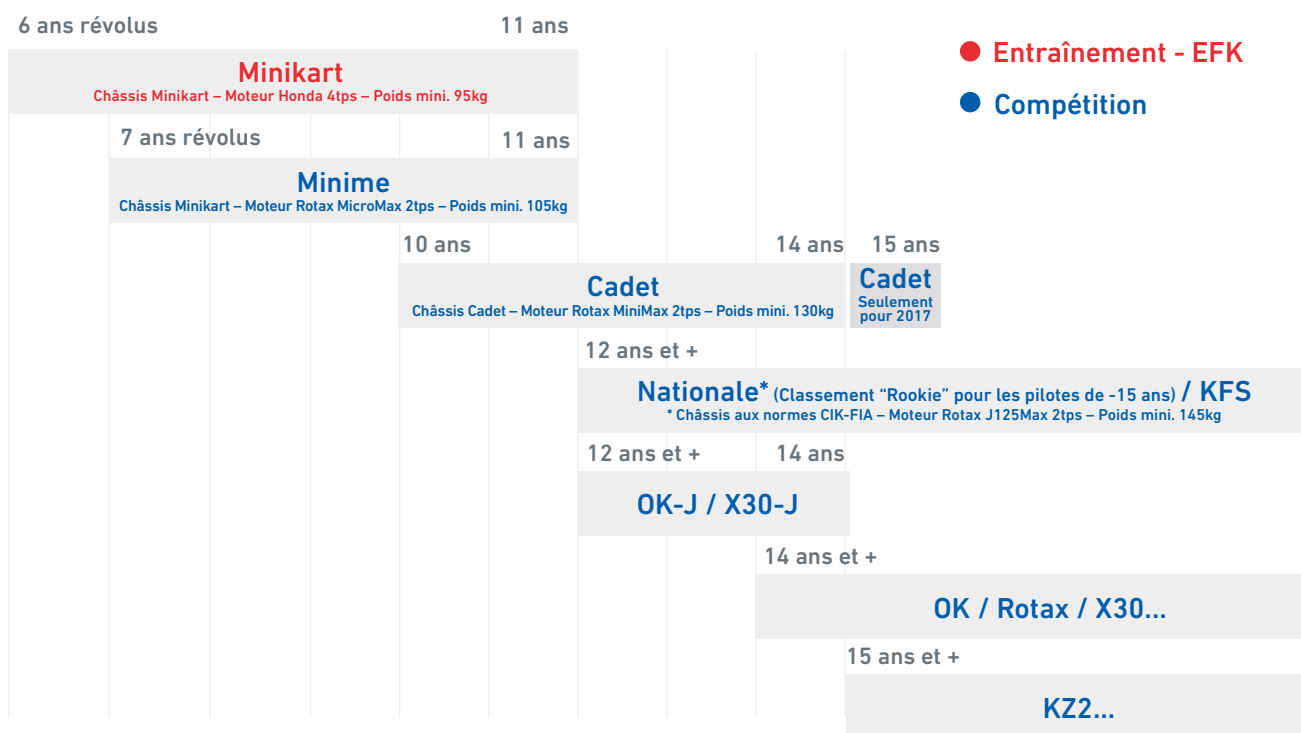 6 ans révolus
11 ans
Entraînement - EFK
Compétition
Minikart
Châssis Minikart – Moteur Honda 4tps – Poids mini. 95kg
7 ans révolus
11 ans
Minime
Châssis Minikart – Moteur Rotax MicroMax 2tps – Poids mini. 105kg
10 ans
14 ans
15 ans
Cadet
Châssis Cadet – Moteur Rotax MiniMax 2tps – Poids mini. 130kg
Cadet
Seulement
pour 2017
12 ans et +
Nationale* (Classement “Rookie” pour les pilotes de -15 ans) / KFS
* Châssis aux normes CIK-FIA – Moteur Rotax J125Max 2tps – Poids mini. 145kg
12 ans et +
14 ans
OK-J / X30-J
14 ans et +
OK / Rotax / X30...
15 ans et +
KZ2...